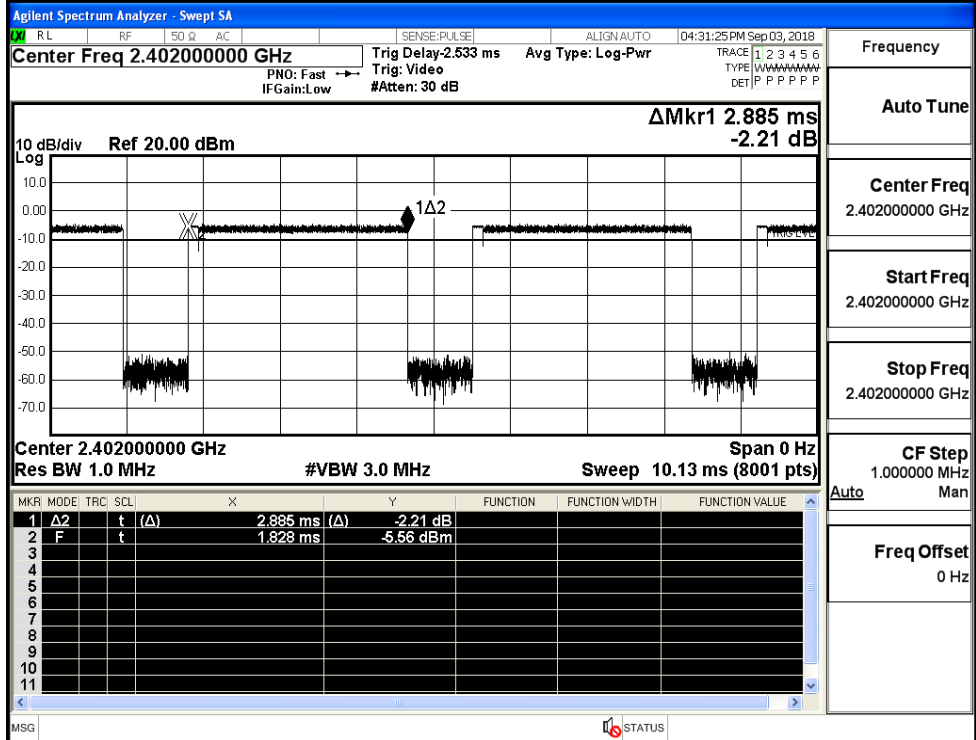 Agilent Spectrum Analyzer - Swept SA
LXI RL RF 50 Ω AC SENSE:PULSE ALIGN AUTO 04:31:25 PM Sep 03, 2018
Center Freq 2.402000000 GHz
PNO: Fast
IFGain:Low
Trig Delay-2.533 ms
Trig: Video
#Atten: 30 dB
Avg Type: Log-Pwr
TRACE 1 2 3 4 5 6
TYPE WWWWWW
DET P P P P P P
ΔMkr1 2.885 ms
-2.21 dB
10 dB/div Ref 20.00 dBm
Log
10.0
0.00
-10.0
-20.0
-30.0
-40.0
-50.0
-60.0
-70.0
1Δ2
2
TRIG LVL
Center 2.402000000 GHz Span 0 Hz
Res BW 1.0 MHz #VBW 3.0 MHz Sweep 10.13 ms (8001 pts)
MKR MODE TRC SCL X Y FUNCTION FUNCTION WIDTH FUNCTION VALUE
1 Δ2 t (Δ) 2.885 ms (Δ) -2.21 dB
2 F t 1.828 ms -5.56 dBm
3
4
5
6
7
8
9
10
11
MSG STATUS
Frequency
Auto Tune
Center Freq
2.402000000 GHz
Start Freq
2.402000000 GHz
Stop Freq
2.402000000 GHz
CF Step
1.000000 MHz
Auto Man
Freq Offset
0 Hz